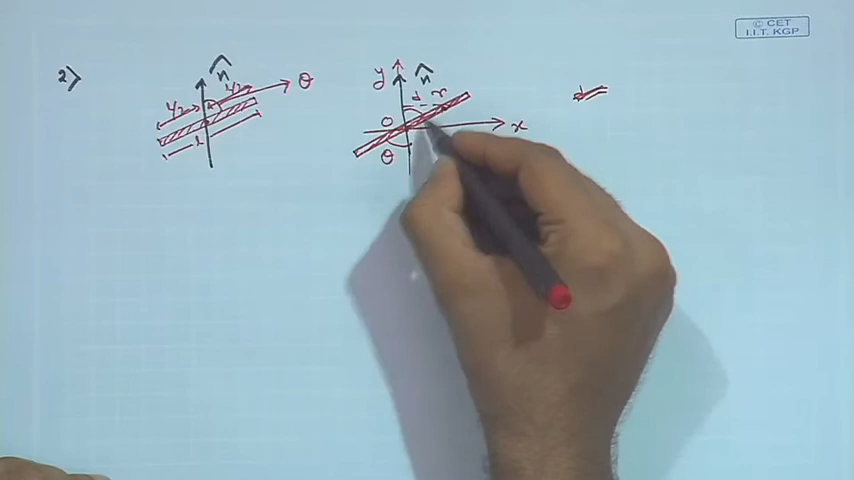 © CET
I.I.T. KGP
2)
n̂
l/2
l/2
θ
l
y
n̂
d
r
O
x
θ